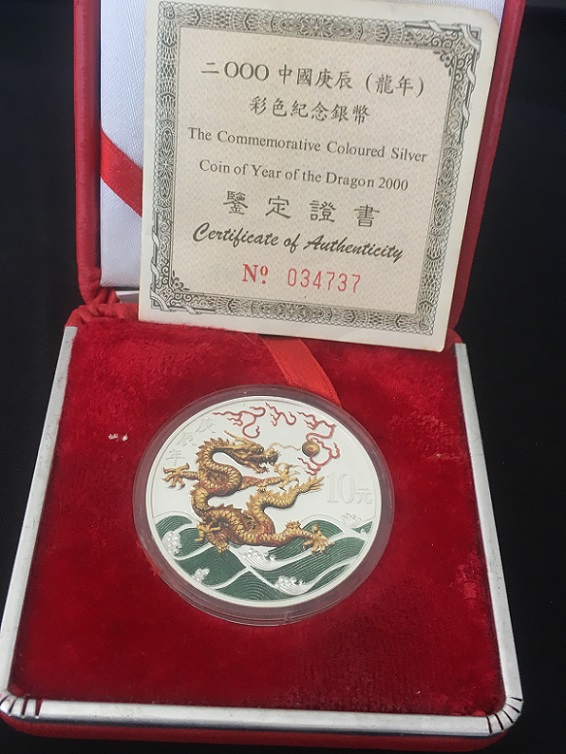 二OOO 中國庚辰（龍年）
彩色紀念銀幣
The Commemorative Coloured Silver
Coin of Year of the Dragon 2000
鑒定證書
Certificate of Authenticity
Nº 034737
庚辰年
10元